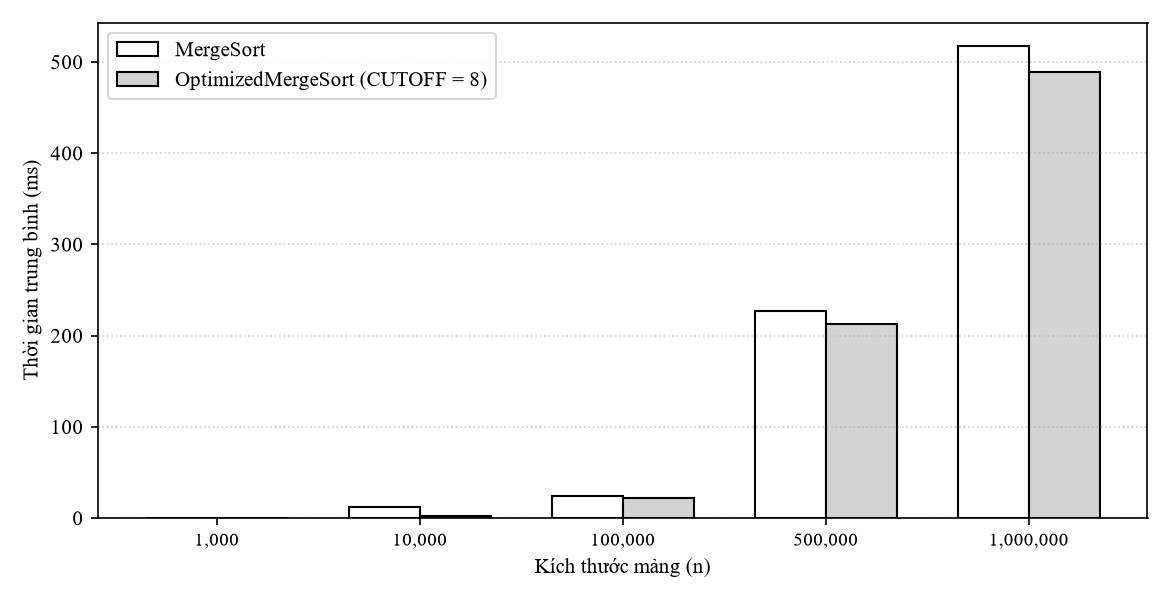 MergeSort
OptimizedMergeSort (CUTOFF = 8)
Thời gian trung bình (ms)
500
400
300
200
100
0
1,000
10,000
100,000
500,000
1,000,000
Kích thước mảng (n)